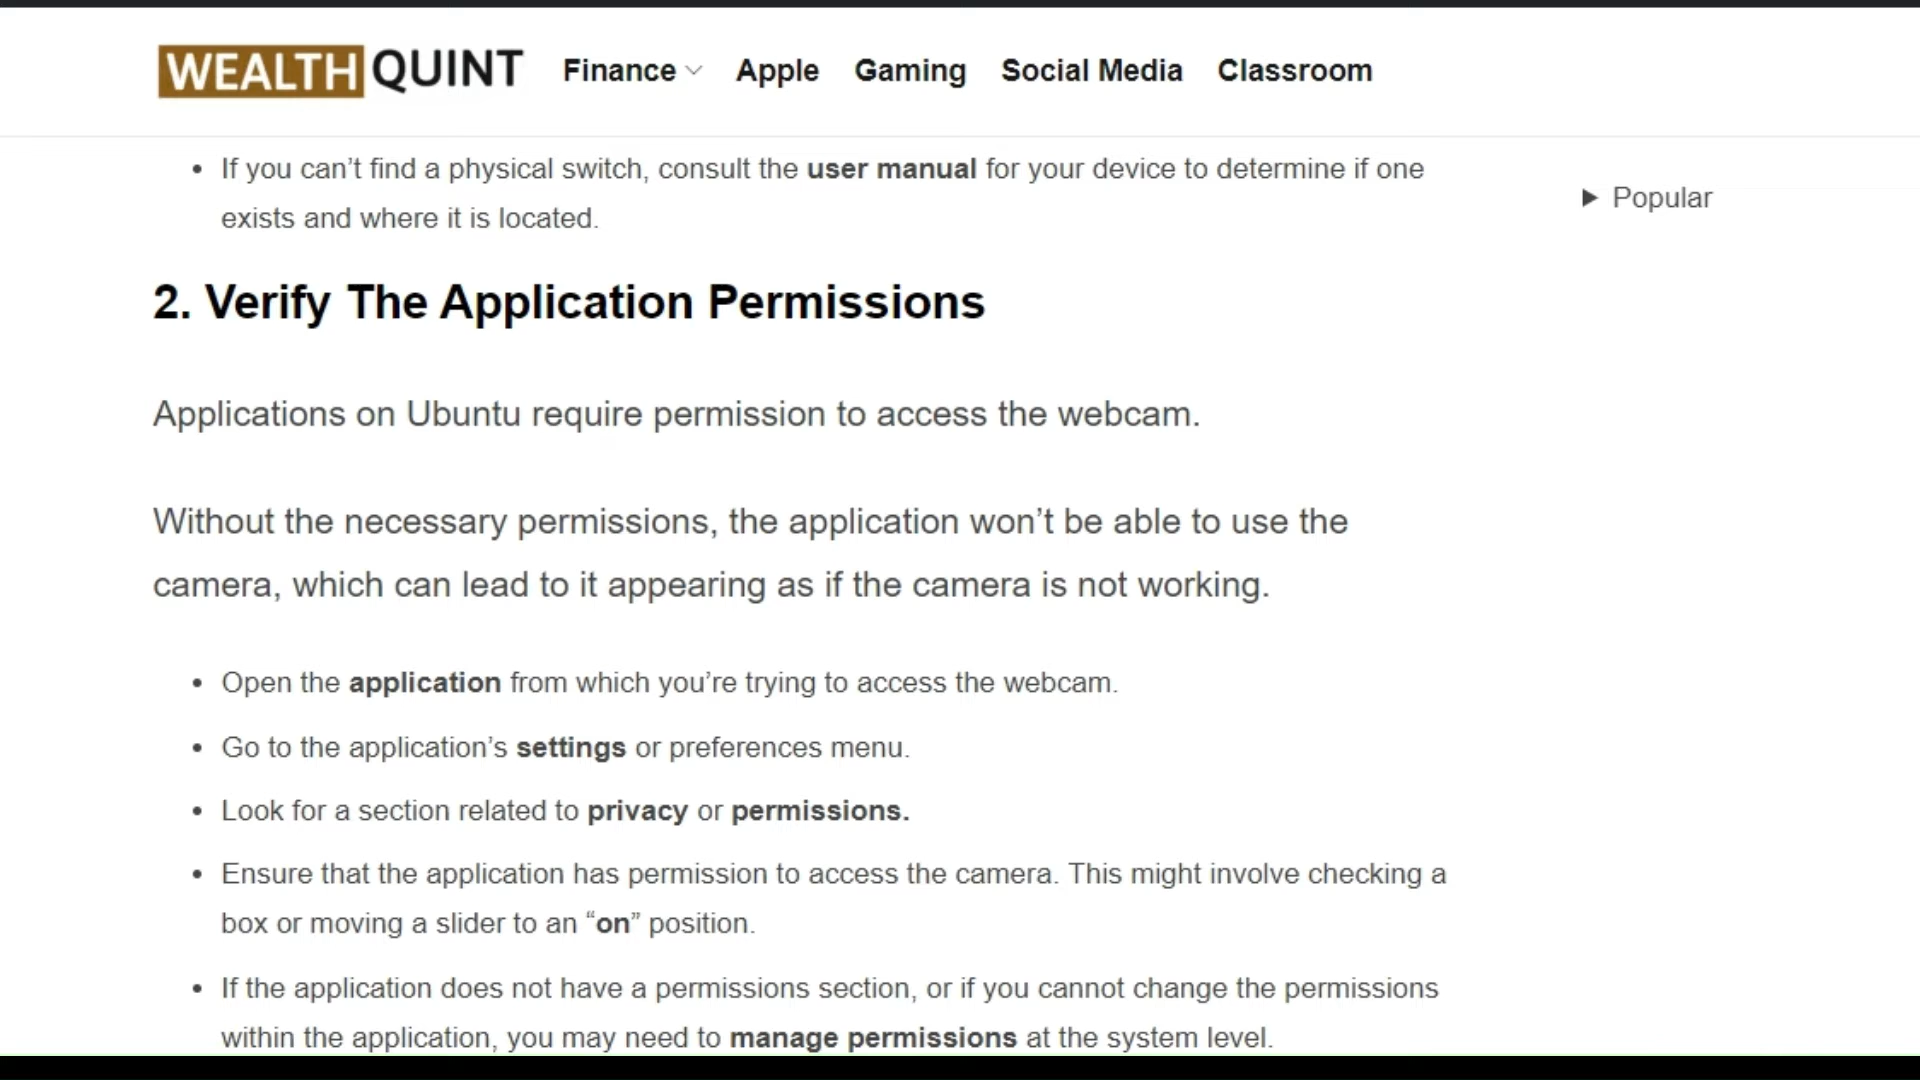 WEALTH QUINT Finance Apple Gaming Social Media Classroom
• If you can’t find a physical switch, consult the user manual for your device to determine if one
exists and where it is located.
▶ Popular
2. Verify The Application Permissions
Applications on Ubuntu require permission to access the webcam.
Without the necessary permissions, the application won’t be able to use the
camera, which can lead to it appearing as if the camera is not working.
• Open the application from which you’re trying to access the webcam.
• Go to the application’s settings or preferences menu.
• Look for a section related to privacy or permissions.
• Ensure that the application has permission to access the camera. This might involve checking a
box or moving a slider to an “on” position.
• If the application does not have a permissions section, or if you cannot change the permissions
within the application, you may need to manage permissions at the system level.